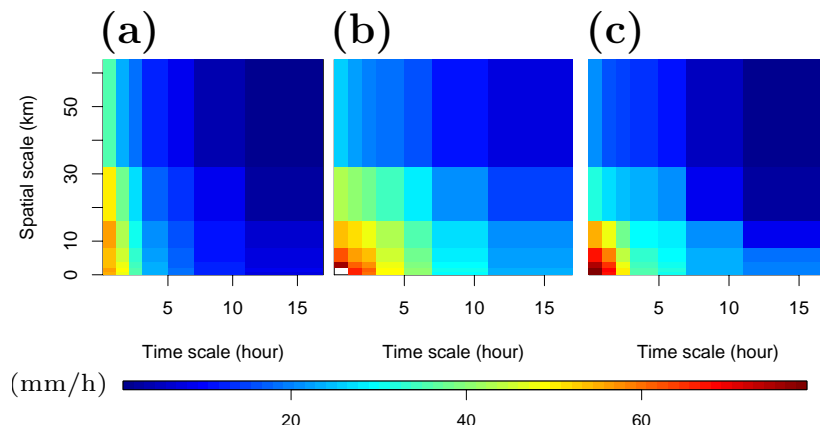 (a) (b) (c)
Spatial scale (km)
50
30
10
0
5 10 15 5 10 15 5 10 15
Time scale (hour) Time scale (hour) Time scale (hour)
(mm/h)
20 40 60